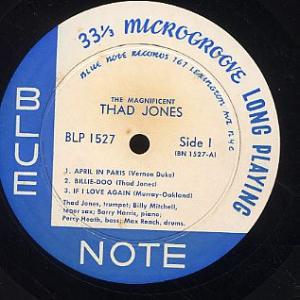 33⅓ MICROGROOVE LONG PLAYING
BLUE NOTE RECORDS 767 Lexington Ave NYC
THE MAGNIFICENT
THAD JONES
BLP 1527
Side 1
(BN 1527-A)
1. APRIL IN PARIS (Vernon Duke)
2. BILLIE-DOO (Thad Jones)
3. IF I LOVE AGAIN (Murray-Oakland)
Thad Jones, trumpet; Billy Mitchell,
tenor sax; Barry Harris, piano;
Percy Heath, bass; Max Roach, drums.
BLUE
NOTE